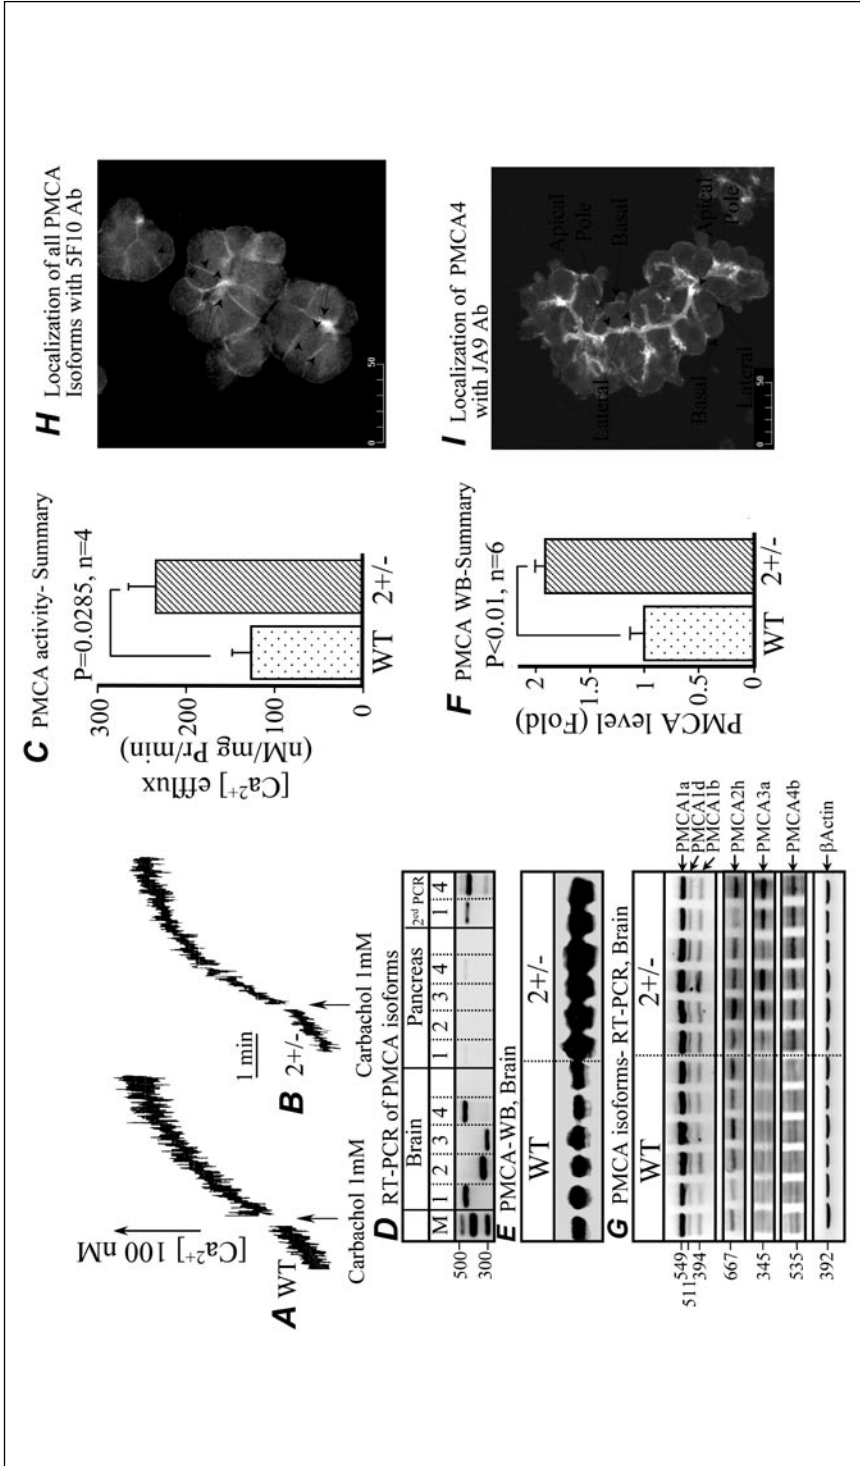 A WT
[Ca²⁺] 100 nM
Carbachol 1mM
B 2+/-
1 min
Carbachol 1mM
C PMCA activity- Summary
P=0.0285, n=4
[Ca²⁺] efflux
(nM/mg Pr/min)
300
200
100
0
WT 2+/-
D RT-PCR of PMCA isoforms
Brain Pancreas 2ed PCR
M 1 2 3 4 1 2 3 4 1 4
500
300
E PMCA-WB, Brain
WT 2+/-
F PMCA WB-Summary
P<0.01, n=6
PMCA level (Fold)
2
1.5
1
0.5
0
WT 2+/-
G PMCA isoforms- RT-PCR, Brain
WT 2+/-
549 PMCA1a
511 PMCA1d
394 PMCA1b
667 PMCA2h
345 PMCA3a
535 PMCA4b
392 βActin
H Localization of all PMCA
Isoforms with 5F10 Ab
0 50
I Localization of PMCA4
with JA9 Ab
Apical
Pole
Basal
Lateral
Apical
Pole
Basal
Lateral
0 50